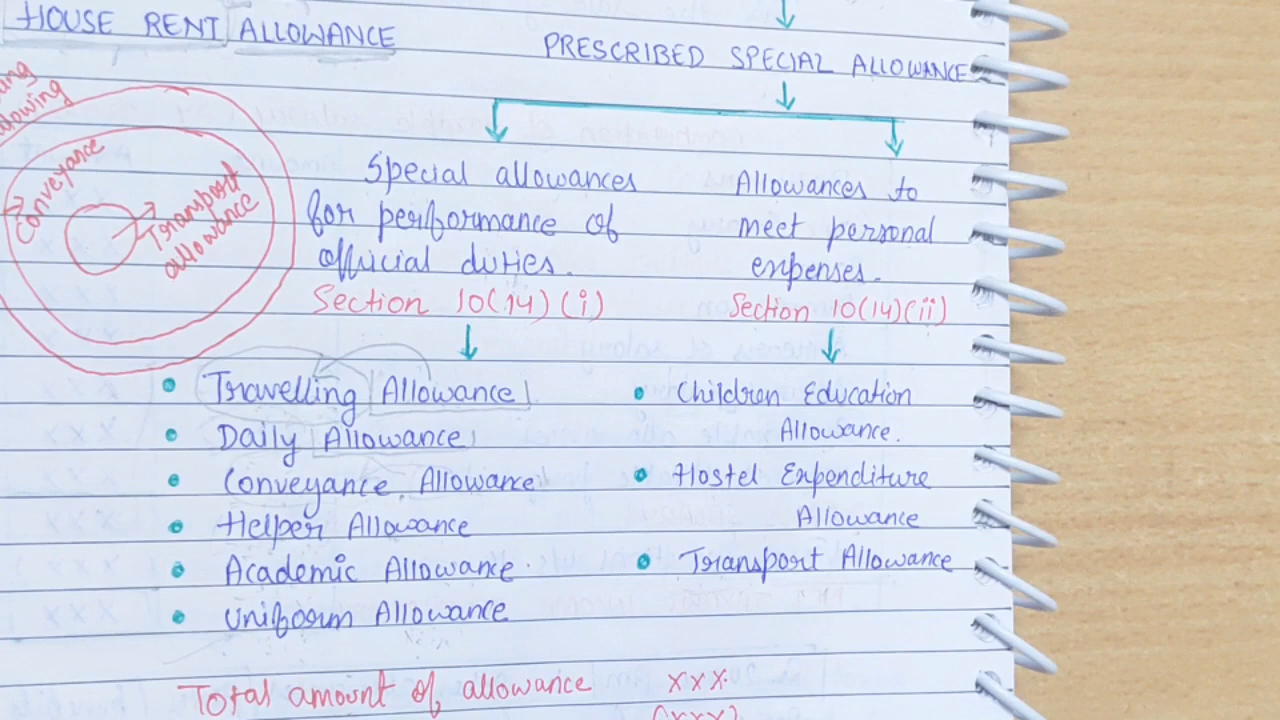 HOUSE RENT ALLOWANCE
PRESCRIBED SPECIAL ALLOWANCE
Conveyance
Transport
allowance
Special allowances
for performance of
official duties.
Section 10(14)(i)
• Travelling Allowance
• Daily Allowance
• Conveyance Allowance
• Helper Allowance
• Academic Allowance
• Uniform Allowance
Allowances to
meet personal
expenses.
Section 10(14)(ii)
• Children Education
Allowance.
• Hostel Expenditure
Allowance
• Transport Allowance
Total amount of allowance xxx